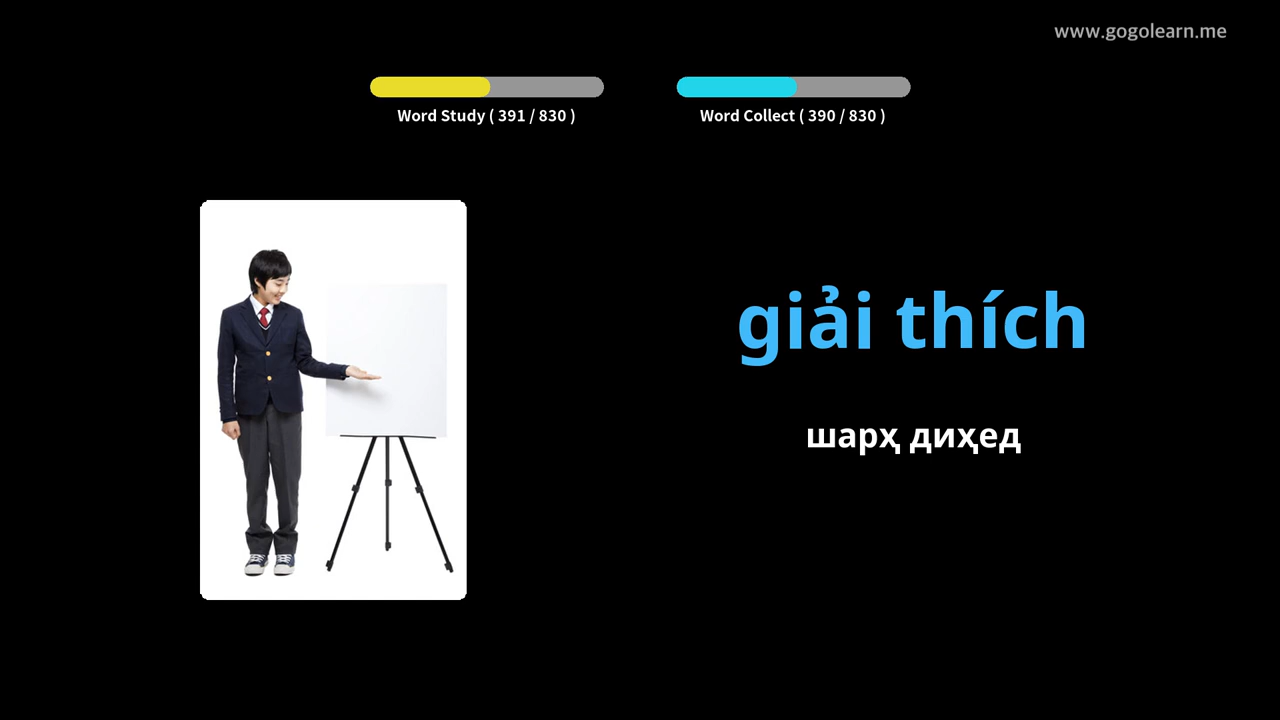 www.gogolearn.me
Word Study ( 391 / 830 )
Word Collect ( 390 / 830 )
giải thích
шарҳ диҳед